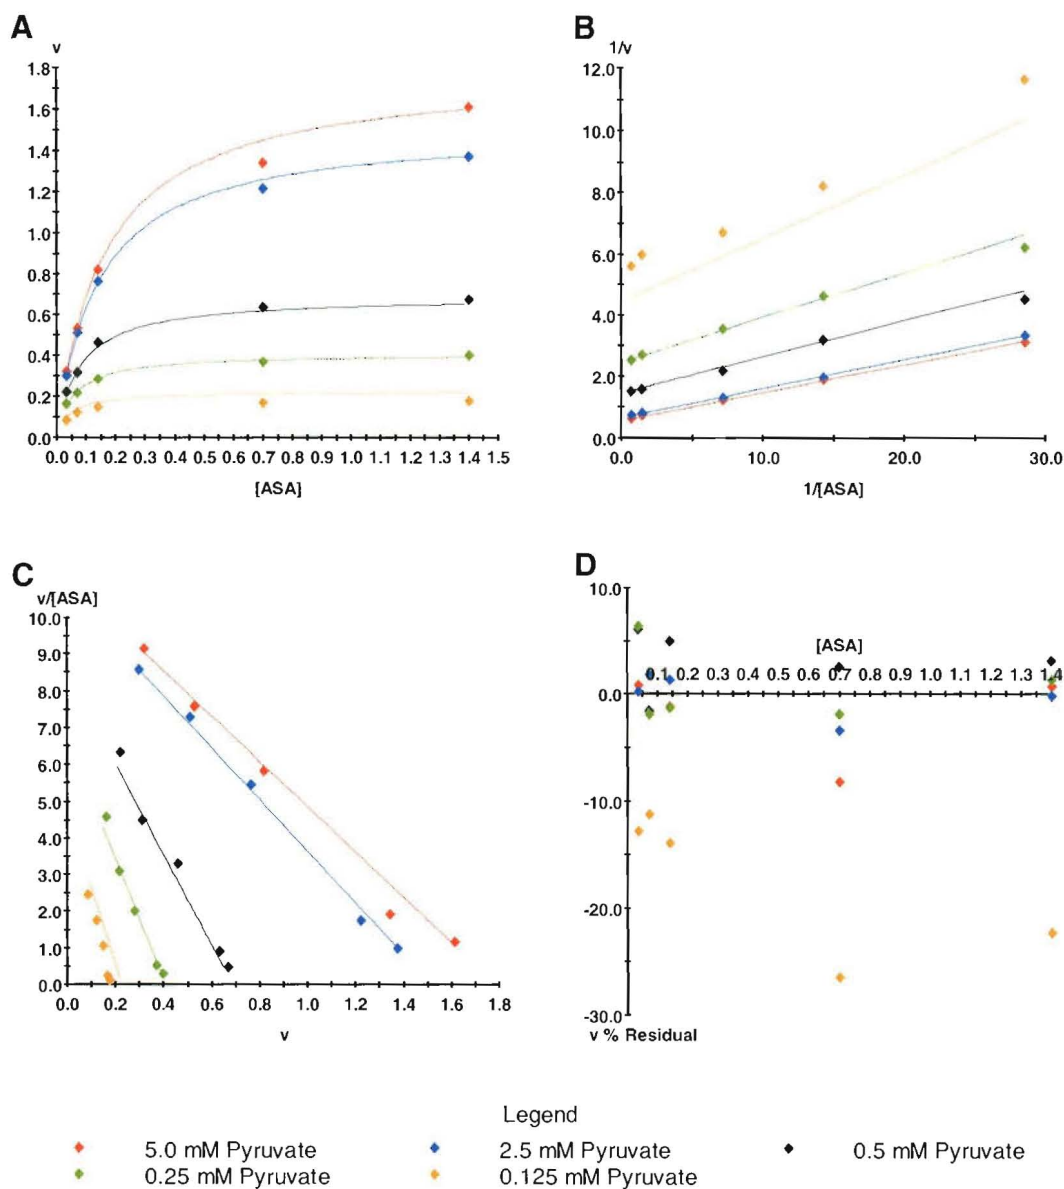 A
v
1.8
1.6
1.4
1.2
1.0
0.8
0.6
0.4
0.2
0.0
0.0 0.1 0.2 0.3 0.4 0.5 0.6 0.7 0.8 0.9 1.0 1.1 1.2 1.3 1.4 1.5
[ASA]
B
1/v
12.0
10.0
8.0
6.0
4.0
2.0
0.0
0.0 10.0 20.0 30.0
1/[ASA]
C
v/[ASA]
10.0
9.0
8.0
7.0
6.0
5.0
4.0
3.0
2.0
1.0
0.0
0.0 0.2 0.4 0.6 0.8 1.0 1.2 1.4 1.6 1.8
v
D
10.0
[ASA]
0.1 0.2 0.3 0.4 0.5 0.6 0.7 0.8 0.9 1.0 1.1 1.2 1.3 1.4
0.0
-10.0
-20.0
-30.0
v % Residual
Legend
5.0 mM Pyruvate 2.5 mM Pyruvate 0.5 mM Pyruvate
0.25 mM Pyruvate 0.125 mM Pyruvate